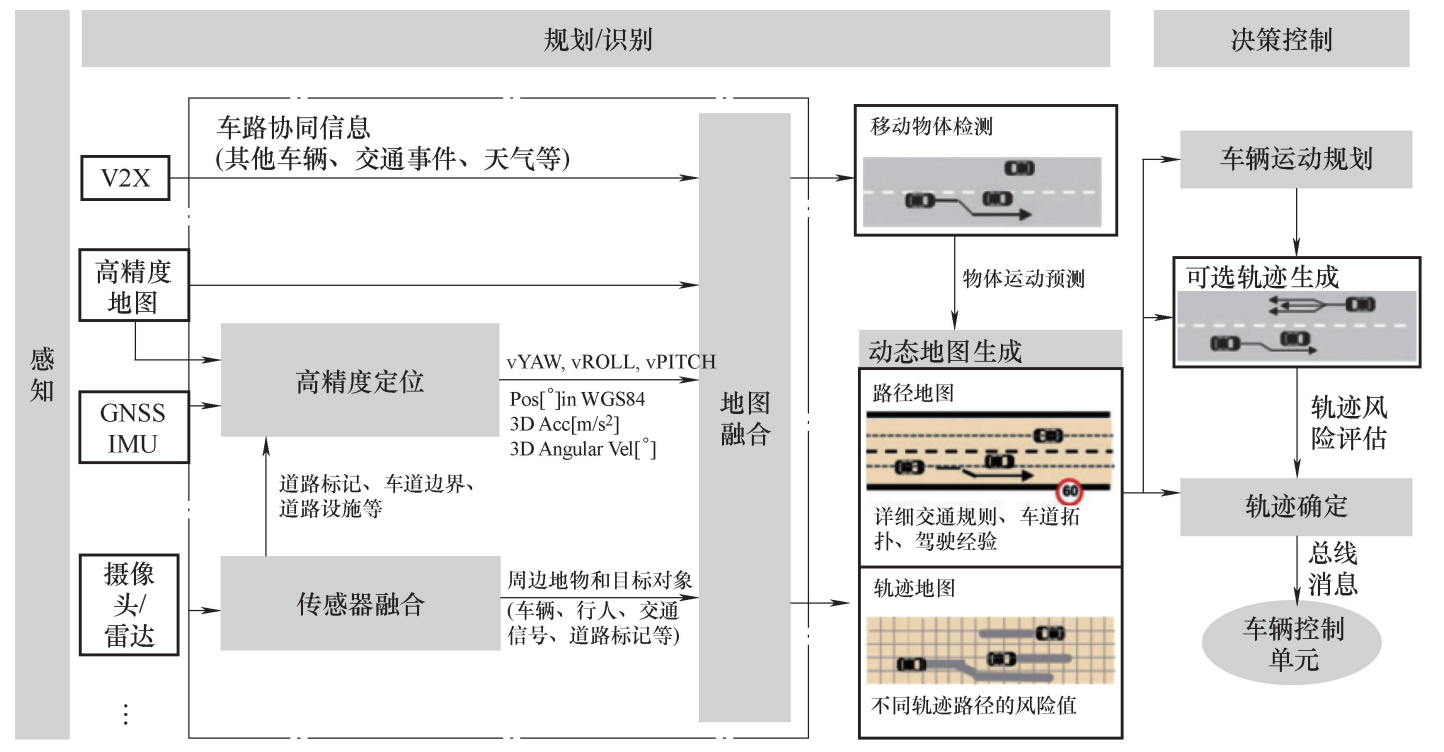 感
知
规划/识别
决策控制
V2X
高精度
地图
GNSS
IMU
摄像
头/
雷达
⋮
车路协同信息
(其他车辆、交通事件、天气等)
高精度定位
vYAW, vROLL, vPITCH
Pos[°]in WGS84
3D Acc[m/s²]
3D Angular Vel[°]
道路标记、车道边界、
道路设施等
传感器融合
周边地物和目标对象
(车辆、行人、交通
信号、道路标记等)
地图
融合
移动物体检测
物体运动预测
动态地图生成
路径地图
60
详细交通规则、车道拓
扑、驾驶经验
轨迹地图
不同轨迹路径的风险值
车辆运动规划
可选轨迹生成
轨迹风
险评估
轨迹确定
总线
消息
车辆控制
单元